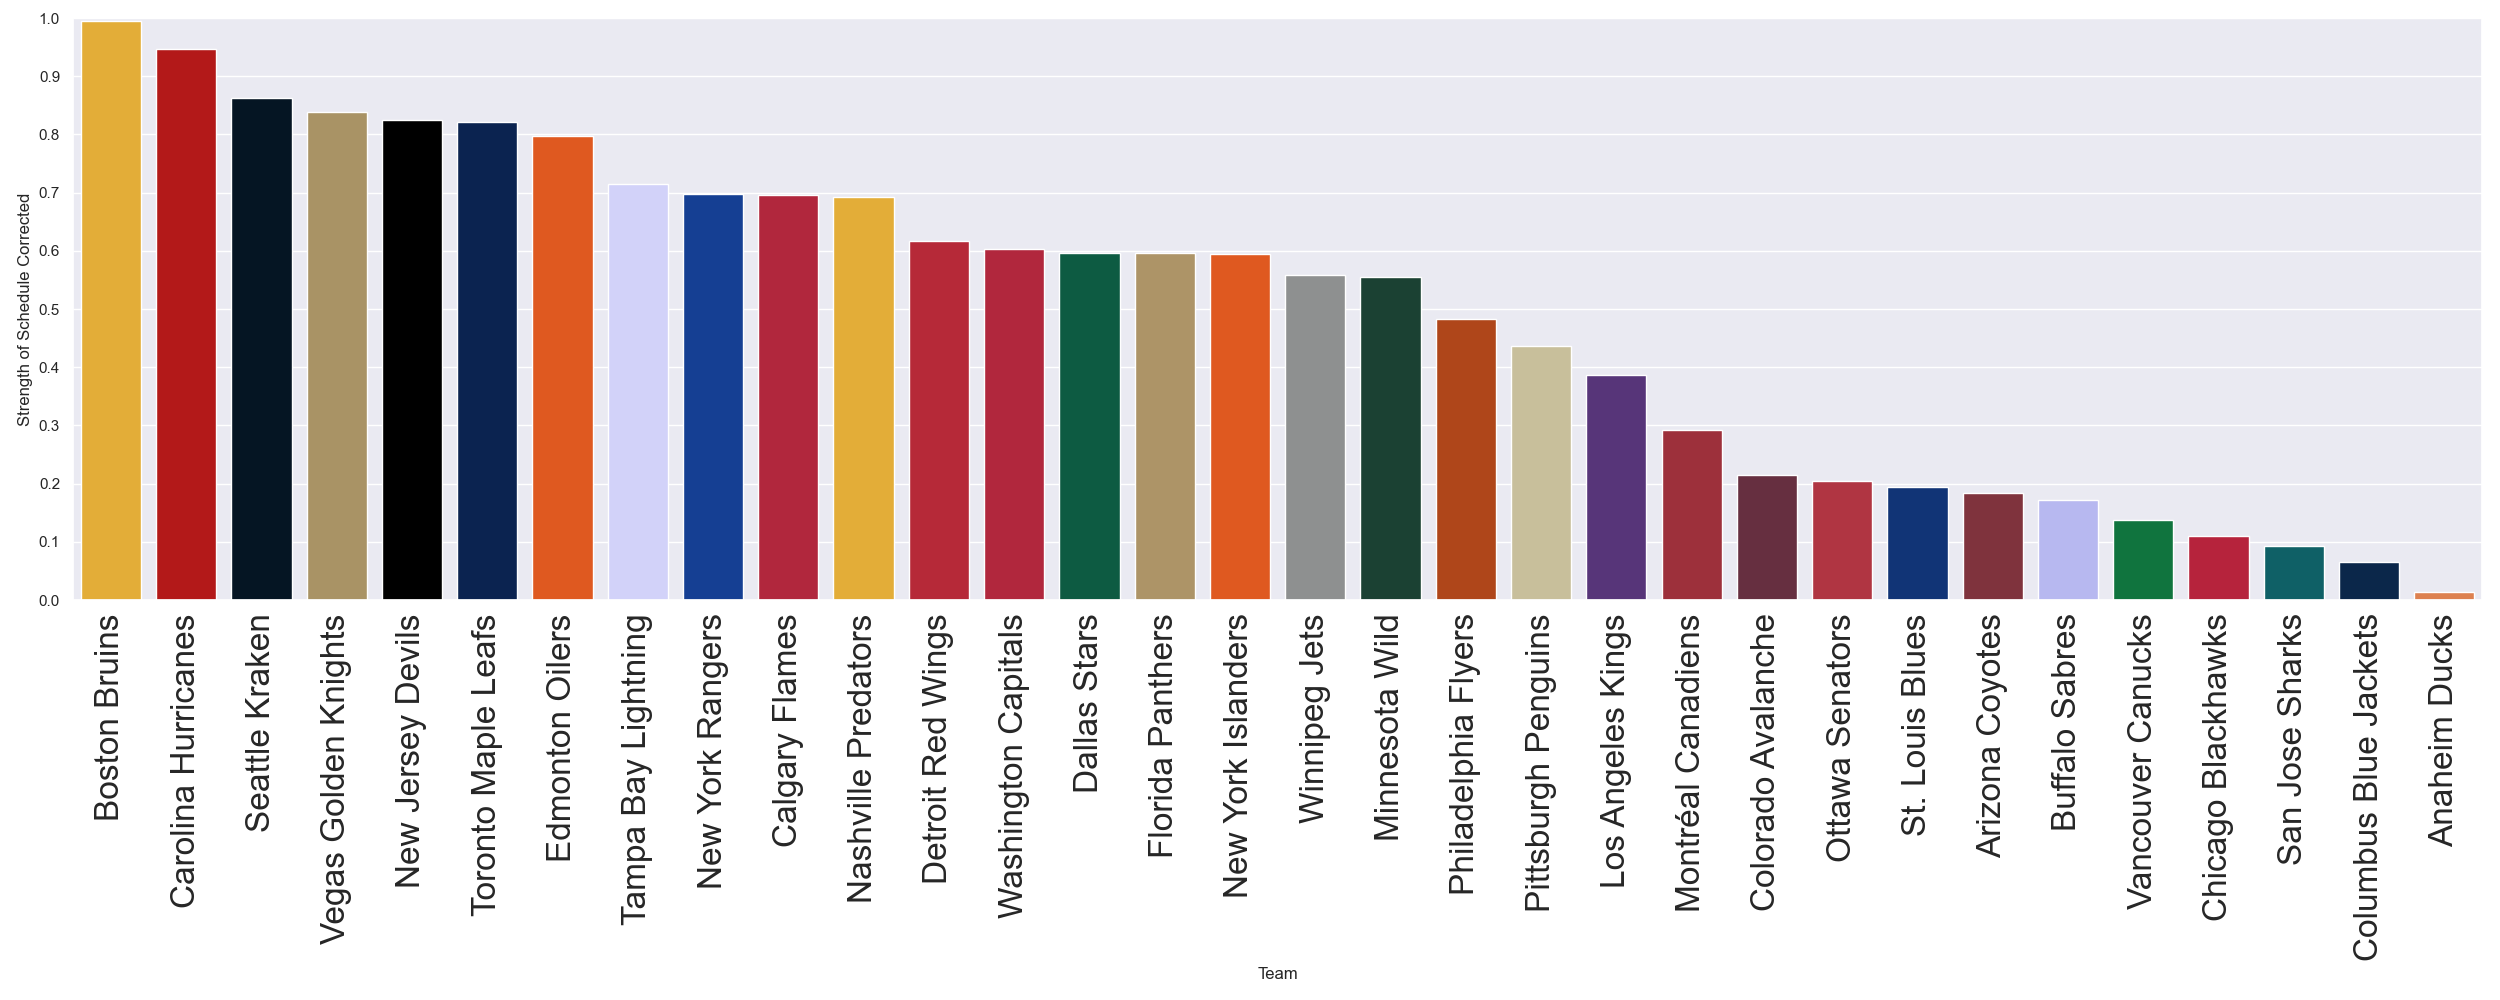 1.0
0.9
0.8
0.7
0.6
0.5
0.4
0.3
0.2
0.1
0.0
Strength of Schedule Corrected
Boston Bruins
Carolina Hurricanes
Seattle Kraken
Vegas Golden Knights
New Jersey Devils
Toronto Maple Leafs
Edmonton Oilers
Tampa Bay Lightning
New York Rangers
Calgary Flames
Nashville Predators
Detroit Red Wings
Washington Capitals
Dallas Stars
Florida Panthers
New York Islanders
Winnipeg Jets
Minnesota Wild
Philadelphia Flyers
Pittsburgh Penguins
Los Angeles Kings
Montréal Canadiens
Colorado Avalanche
Ottawa Senators
St. Louis Blues
Arizona Coyotes
Buffalo Sabres
Vancouver Canucks
Chicago Blackhawks
San Jose Sharks
Columbus Blue Jackets
Anaheim Ducks
Team